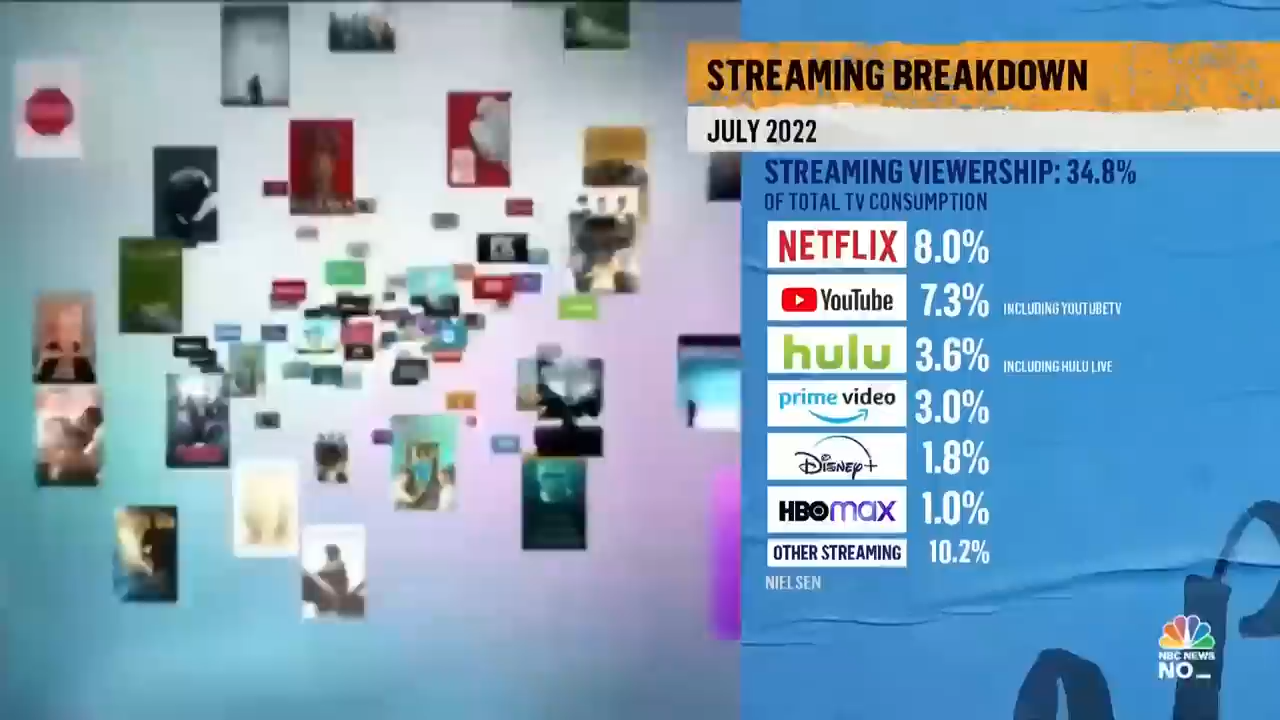 STREAMING BREAKDOWN
JULY 2022
STREAMING VIEWERSHIP: 34.8%
OF TOTAL TV CONSUMPTION
NETFLIX 8.0%
YouTube 7.3% INCLUDING YOUTUBETV
hulu 3.6% INCLUDING HULU LIVE
prime video 3.0%
Disney+ 1.8%
HBOmax 1.0%
OTHER STREAMING 10.2%
NIELSEN
NBC NEWS
NO_